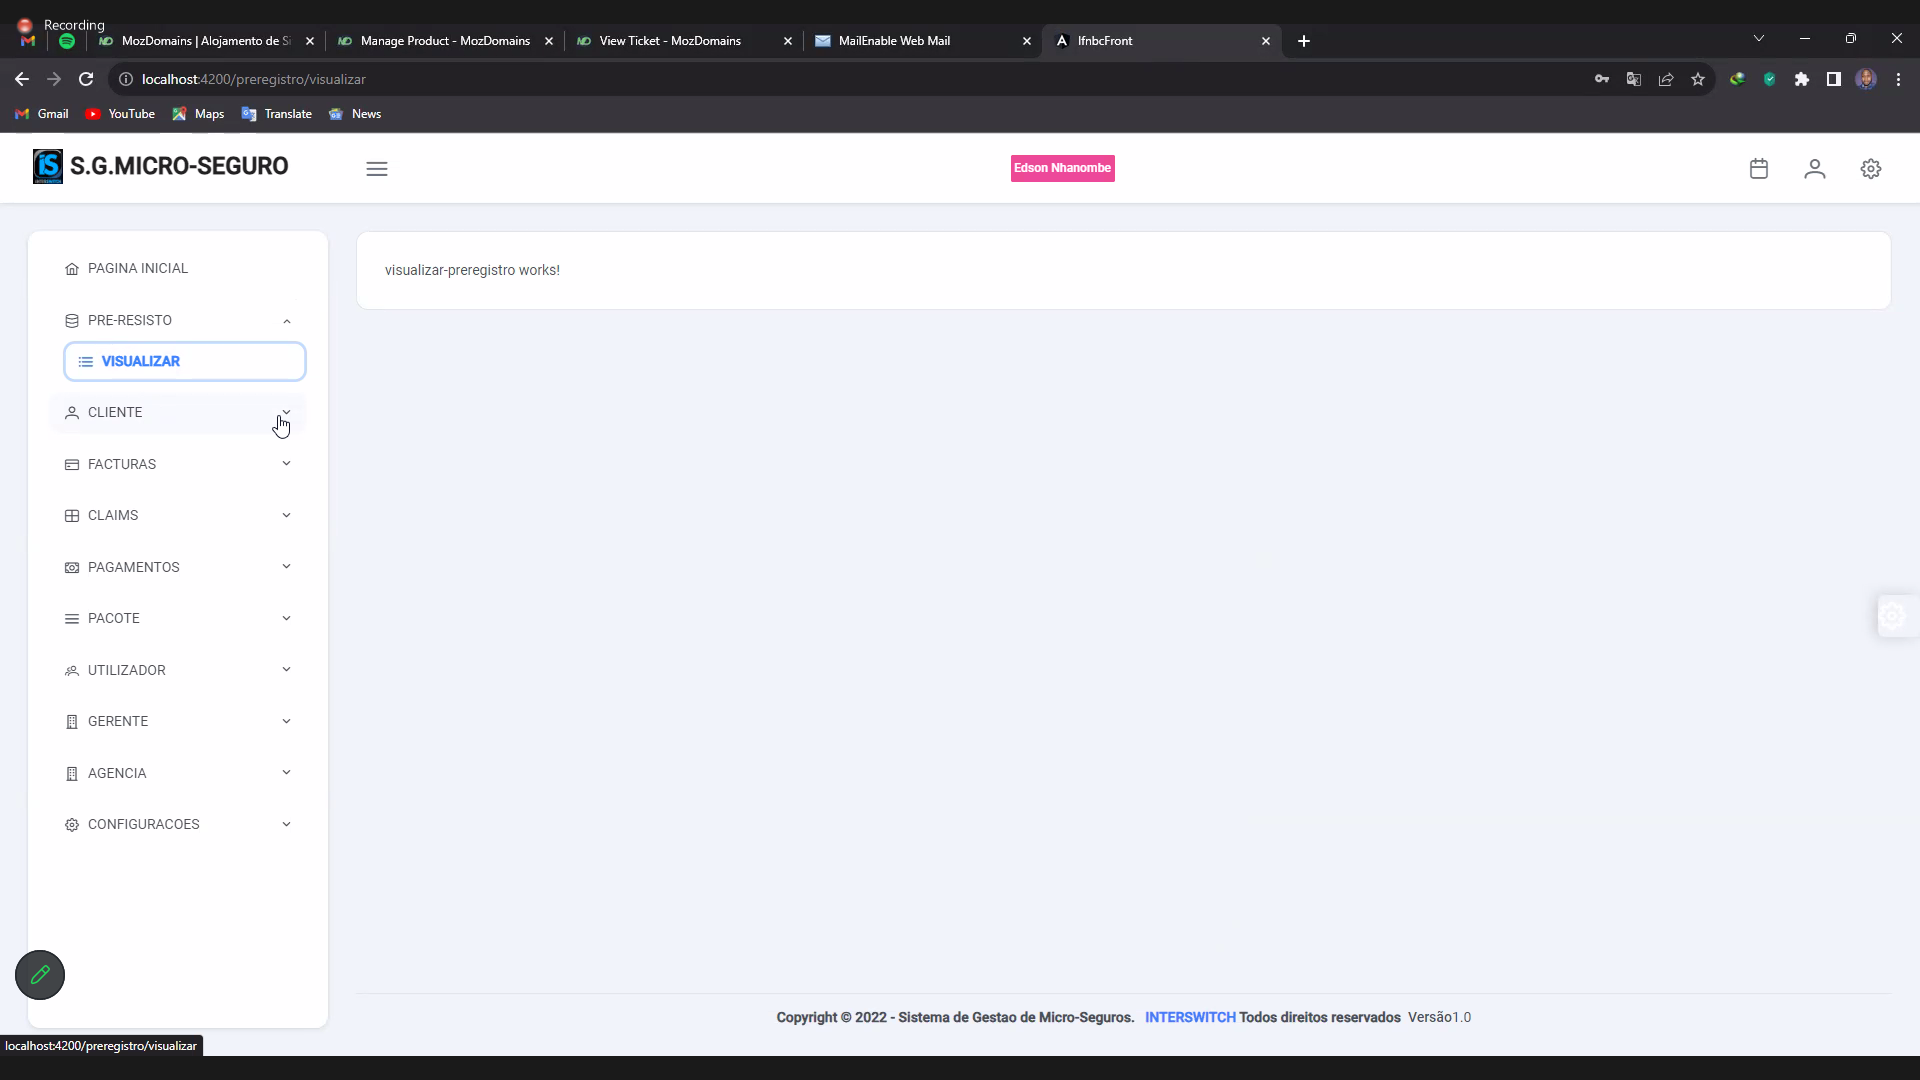 Recording
MozDomains | Alojamento de Si
Manage Product - MozDomains
View Ticket - MozDomains
MailEnable Web Mail
IfnbcFront
localhost:4200/preregistro/visualizar
Gmail
YouTube
Maps
Translate
News
iS
INTERSWITCH
S.G.MICRO-SEGURO
Edson Nhanombe
PAGINA INICIAL
visualizar-preregistro works!
PRE-RESISTO
VISUALIZAR
CLIENTE
FACTURAS
CLAIMS
PAGAMENTOS
PACOTE
UTILIZADOR
GERENTE
AGENCIA
CONFIGURACOES
Copyright © 2022 - Sistema de Gestao de Micro-Seguros. INTERSWITCH Todos direitos reservados Versão1.0
localhost:4200/preregistro/visualizar